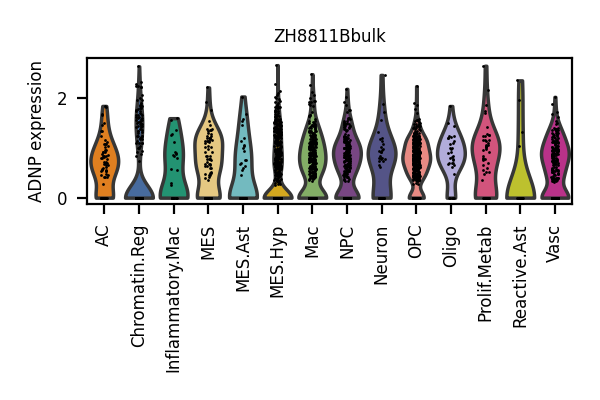 ZH8811Bbulk
ADNP expression
2
0
AC
Chromatin.Reg
Inflammatory.Mac
MES
MES.Ast
MES.Hyp
Mac
NPC
Neuron
OPC
Oligo
Prolif.Metab
Reactive.Ast
Vasc